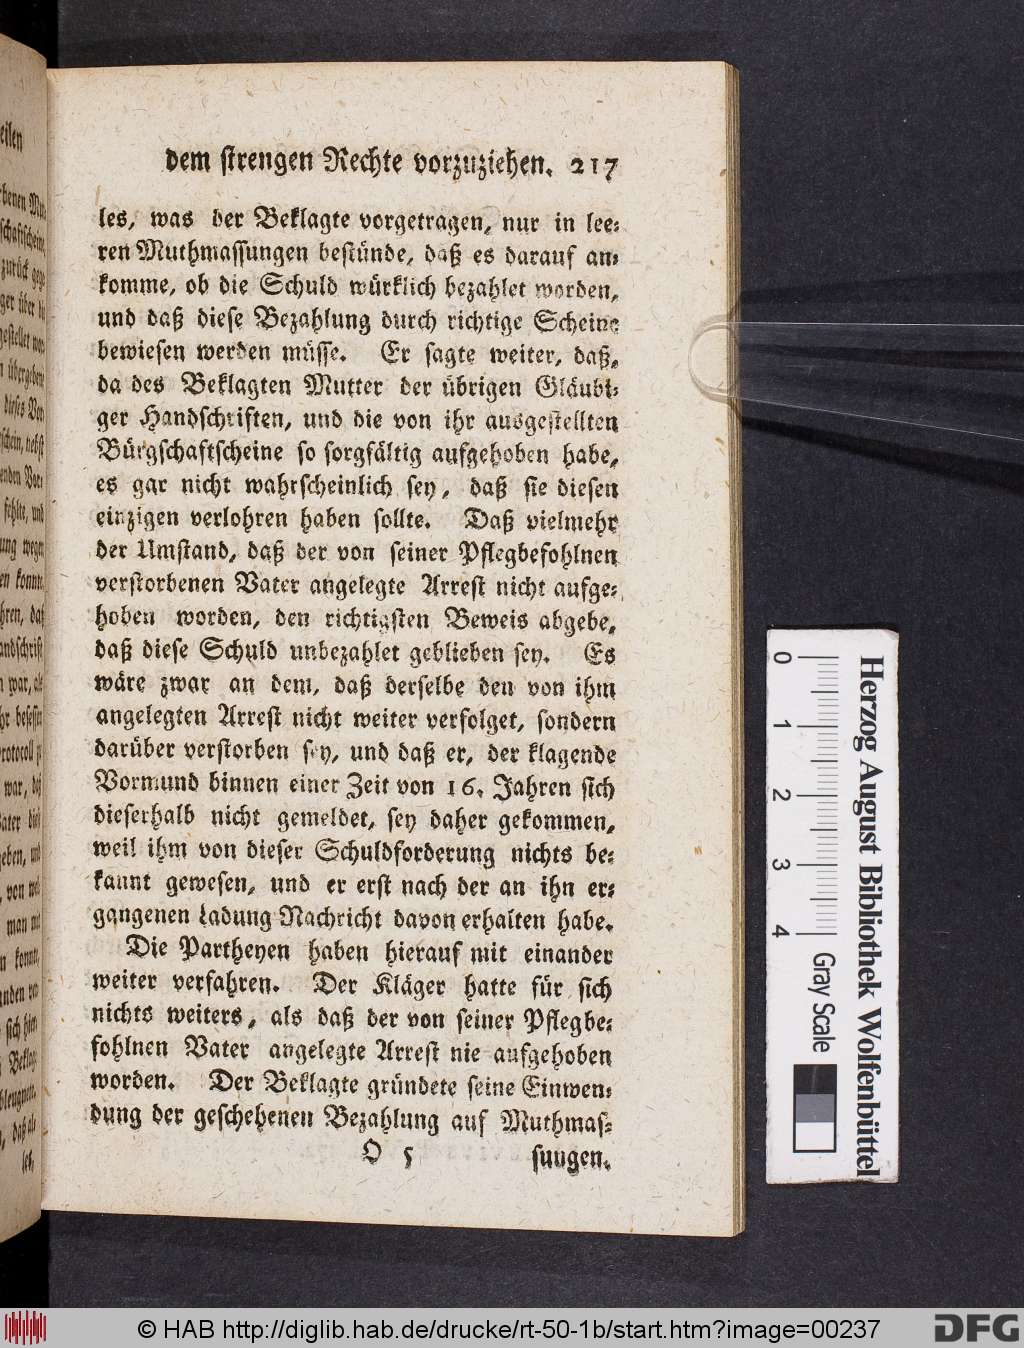 dem strengen Rechte vorzuziehen. 217
les, was der Beklagte vorgetragen, nur in lee-
ren Muthmassungen bestünde, daß es darauf an-
komme, ob die Schuld würklich bezahlet worden,
und daß diese Bezahlung durch richtige Scheine
bewiesen werden müsse. Er sagte weiter, daß,
da des Beklagten Mutter der übrigen Gläubi-
ger Handschriften, und die von ihr ausgestellten
Bürgschaftscheine so sorgfältig aufgehoben habe,
es gar nicht wahrscheinlich sey, daß sie diesen
einzigen verlohren haben sollte. Daß vielmehr
der Umstand, daß der von seiner Pflegbefohlnen
verstorbenen Vater angelegte Arrest nicht aufge-
hoben worden, den richtigsten Beweis abgebe,
daß diese Schuld unbezahlet geblieben sey. Es
wäre zwar an dem, daß derselbe den von ihm
angelegten Arrest nicht weiter verfolget, sondern
darüber verstorben sey, und daß er, der klagende
Vormund binnen einer Zeit von 16. Jahren sich
dieserhalb nicht gemeldet, sey daher gekommen,
weil ihm von dieser Schuldforderung nichts be-
kannt gewesen, und er erst nach der an ihn er-
gangenen Ladung Nachricht davon erhalten habe.
Die Partheyen haben hierauf mit einander
weiter verfahren. Der Kläger hatte für sich
nichts weiters, als daß der von seiner Pflegbe-
fohlnen Vater angelegte Arrest nie aufgehoben
worden. Der Beklagte gründete seine Einwen-
dung der geschehenen Bezahlung auf Muthmas-
O 5 sungen.
0 1 2 3 4
Gray Scale
Herzog August Bibliothek Wolfenbüttel
© HAB http://diglib.hab.de/drucke/rt-50-1b/start.htm?image=00237
DFG